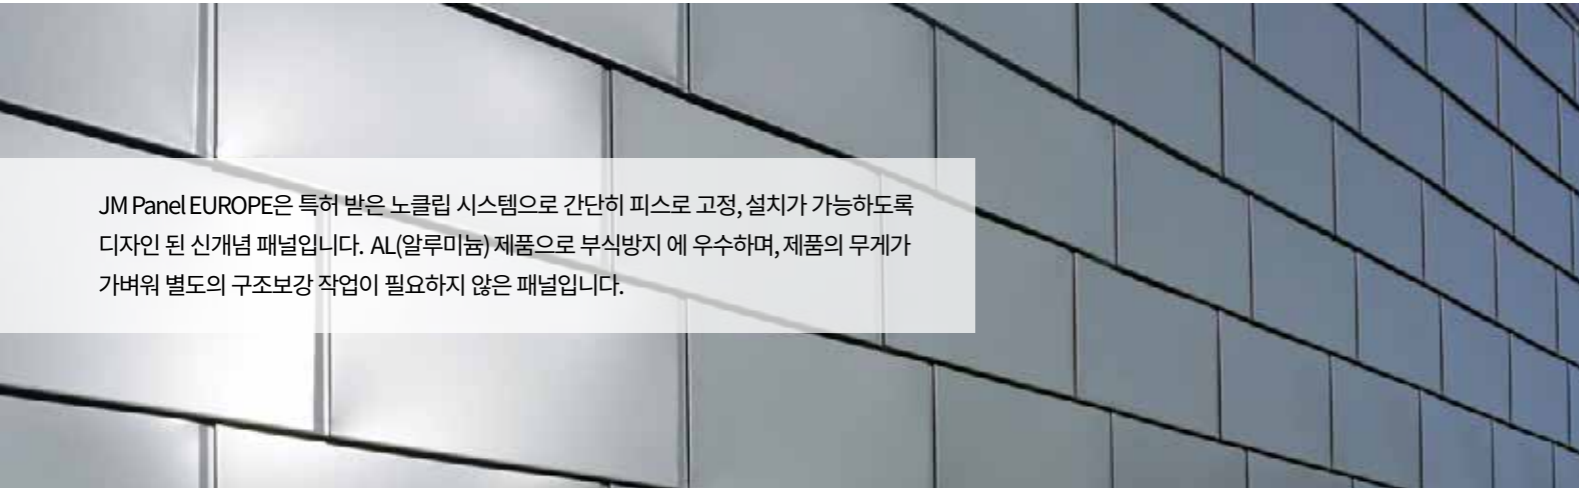 JM Panel EUROPE은 특허 받은 노클립 시스템으로 간단히 피스로 고정, 설치가 가능하도록
디자인 된 신개념 패널입니다. AL(알루미늄) 제품으로 부식방지 에 우수하며, 제품의 무게가
가벼워 별도의 구조보강 작업이 필요하지 않은 패널입니다.